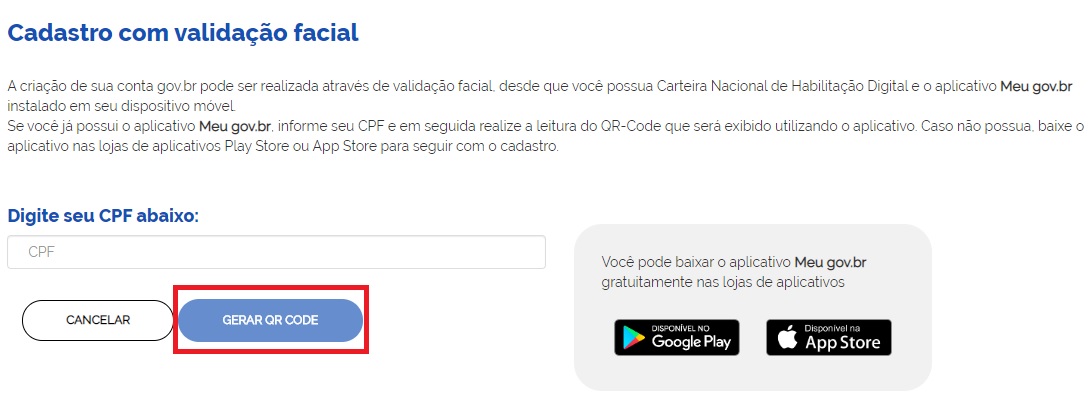 Cadastro com validação facial
A criação de sua conta gov.br pode ser realizada através de validação facial, desde que você possua Carteira Nacional de Habilitação Digital e o aplicativo Meu gov.br
instalado em seu dispositivo móvel.
Se você já possui o aplicativo Meu gov.br, informe seu CPF e em seguida realize a leitura do QR-Code que será exibido utilizando o aplicativo. Caso não possua, baixe o
aplicativo nas lojas de aplicativos Play Store ou App Store para seguir com o cadastro.
Digite seu CPF abaixo:
CPF
CANCELAR
GERAR QR CODE
Você pode baixar o aplicativo Meu gov.br
gratuitamente nas lojas de aplicativos
DISPONÍVEL NO
Google Play
Disponível na
App Store